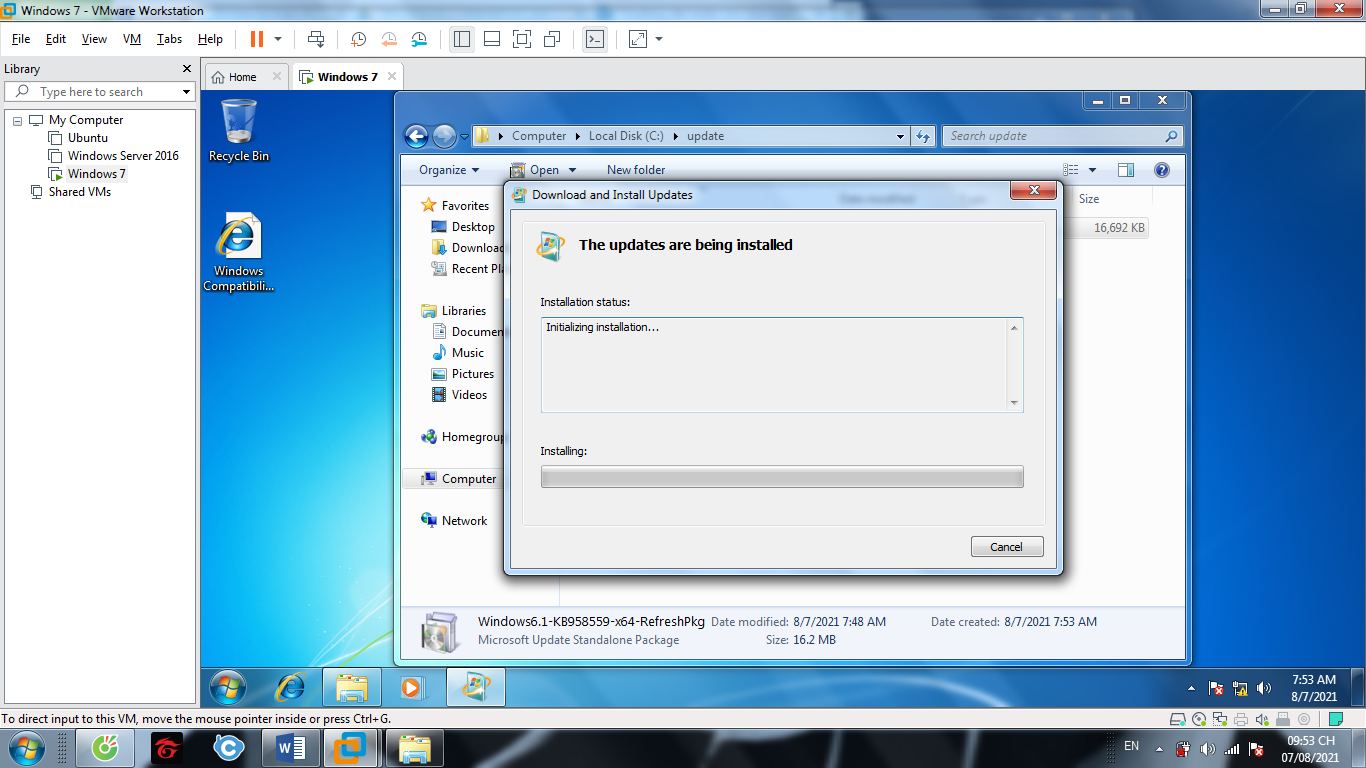 Windows 7 - VMware Workstation
File Edit View VM Tabs Help
Library
Type here to search
My Computer
Ubuntu
Windows Server 2016
Windows 7
Shared VMs
Home
Windows 7
Recycle Bin
Windows
Compatibili...
Computer Local Disk (C:) update
Search update
Organize Open New folder
Favorites
Desktop
Downloa
Recent Pl
Libraries
Documen
Music
Pictures
Videos
Homegrou
Computer
Network
Date modified
Size
16,692 KB
Download and Install Updates
The updates are being installed
Installation status:
Initializing installation...
Installing:
Cancel
Windows6.1-KB958559-x64-RefreshPkg Date modified: 8/7/2021 7:48 AM Date created: 8/7/2021 7:53 AM
Microsoft Update Standalone Package Size: 16.2 MB
7:53 AM
8/7/2021
To direct input to this VM, move the mouse pointer inside or press Ctrl+G.
EN
09:53 CH
07/08/2021